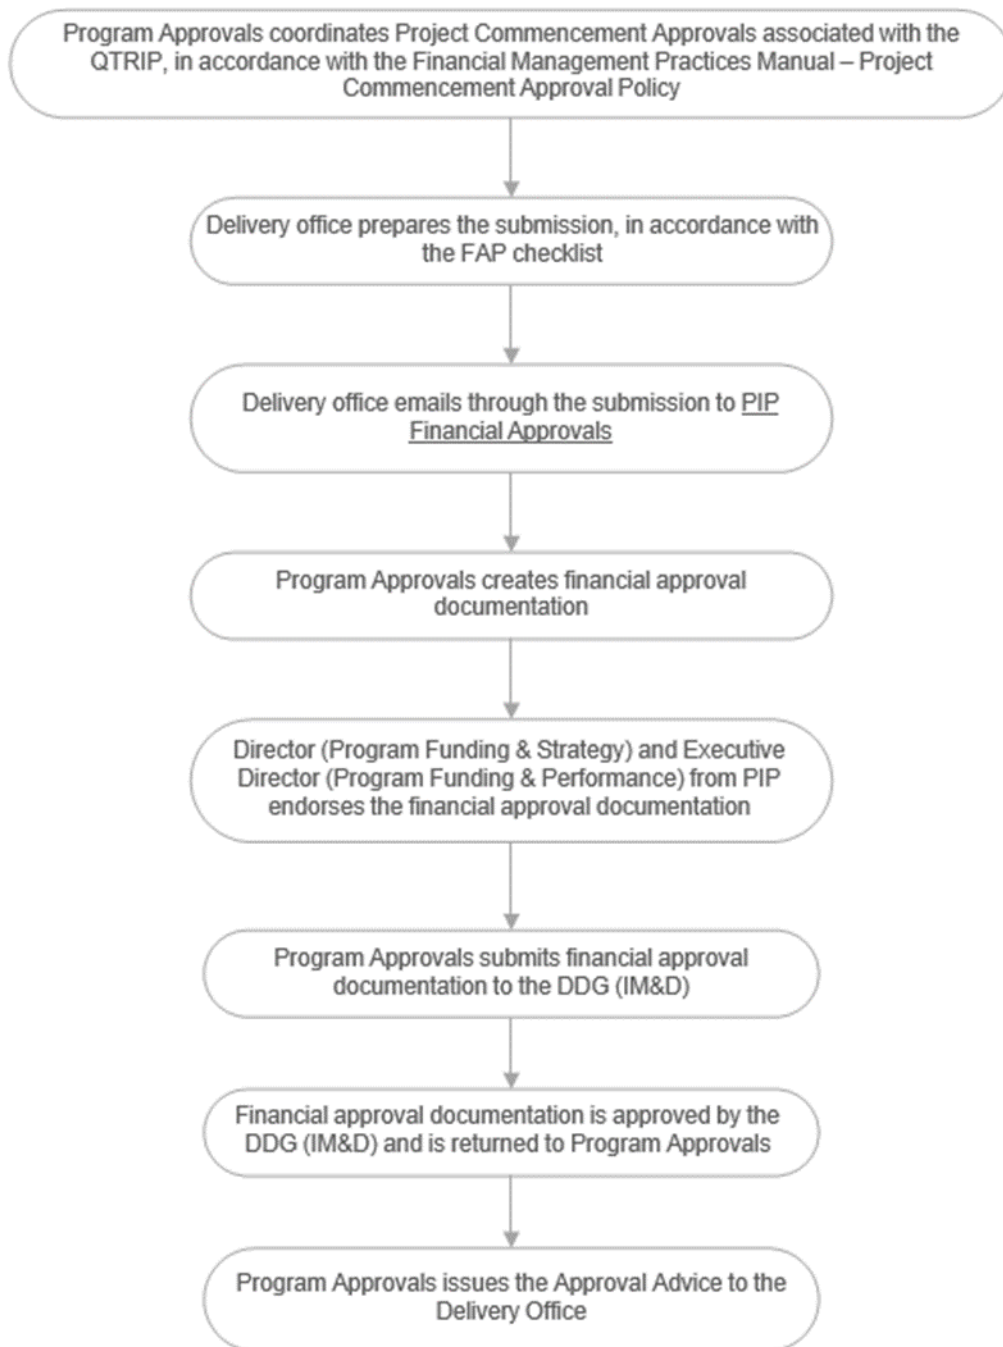 Program Approvals coordinates Project Commencement Approvals associated with the
QTRIP, in accordance with the Financial Management Practices Manual – Project
Commencement Approval Policy
Delivery office prepares the submission, in accordance with
the FAP checklist
Delivery office emails through the submission to PIP
Financial Approvals
Program Approvals creates financial approval
documentation
Director (Program Funding & Strategy) and Executive
Director (Program Funding & Performance) from PIP
endorses the financial approval documentation
Program Approvals submits financial approval
documentation to the DDG (IM&D)
Financial approval documentation is approved by the
DDG (IM&D) and is returned to Program Approvals
Program Approvals issues the Approval Advice to the
Delivery Office